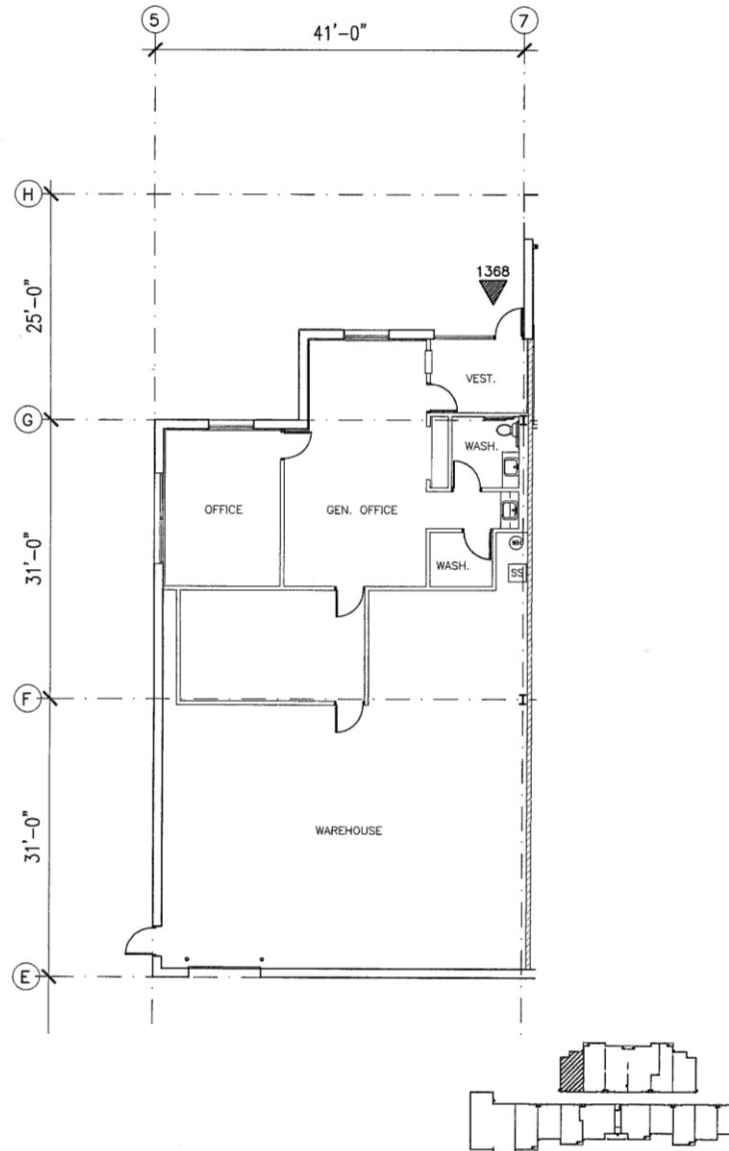 5
7
41'-0"
H
1368
25'-0"
VEST.
G
WASH.
OFFICE
GEN. OFFICE
31'-0"
WH
WASH.
SS
F
31'-0"
WAREHOUSE
E